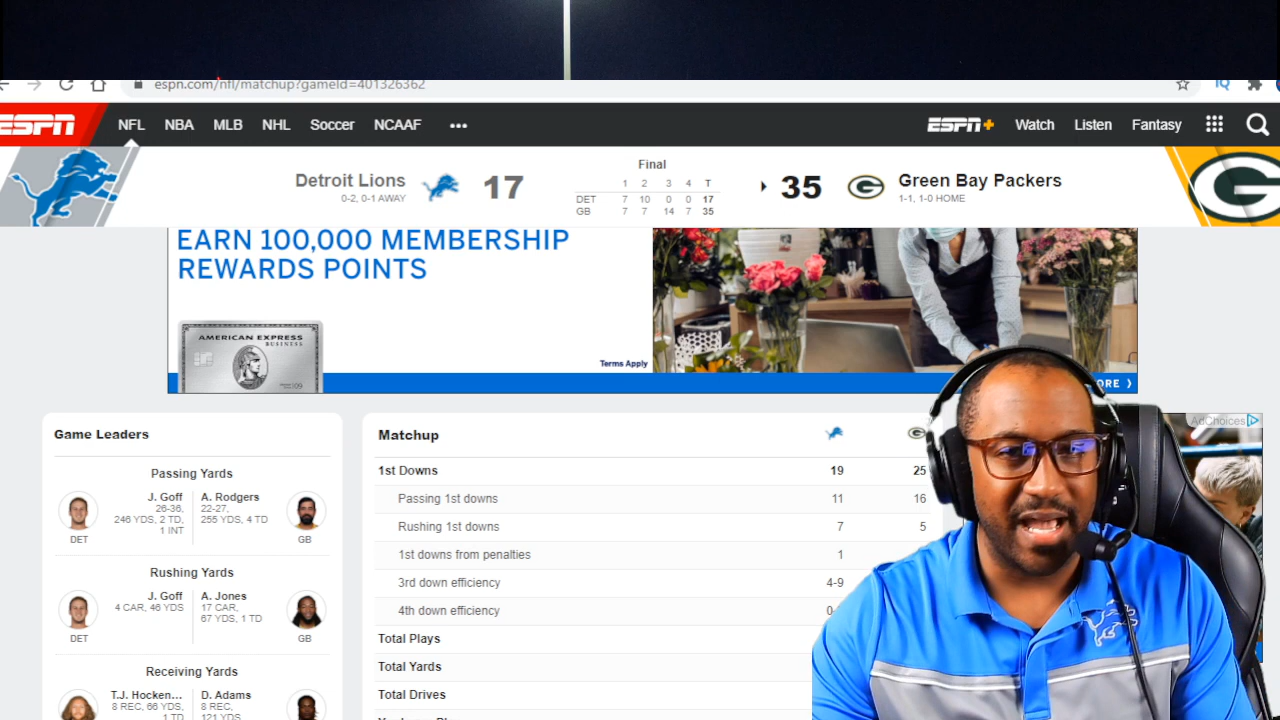 espn.com/nfl/matchup?gameId=401326362
ESPN NFL NBA MLB NHL Soccer NCAAF ••• ESPN+ Watch Listen Fantasy
Final
Detroit Lions 17 35 Green Bay Packers
0-2, 0-1 AWAY 1-1, 1-0 HOME
1 2 3 4 T
DET 7 10 0 0 17
GB 7 7 14 7 35
EARN 100,000 MEMBERSHIP
REWARDS POINTS
AMERICAN EXPRESS
BUSINESS
Terms Apply
ORE
AdChoices
Game Leaders
Passing Yards
J. Goff A. Rodgers
26-36, 22-27,
246 YDS, 2 TD, 255 YDS, 4 TD
1 INT
DET GB
Rushing Yards
J. Goff A. Jones
4 CAR, 46 YDS 17 CAR,
67 YDS, 1 TD
DET GB
Receiving Yards
T.J. Hocken... D. Adams
8 REC, 66 YDS, 8 REC,
1 TD 121 YDS
Matchup
1st Downs 19 25
Passing 1st downs 11 16
Rushing 1st downs 7 5
1st downs from penalties 1
3rd down efficiency 4-9
4th down efficiency 0-
Total Plays
Total Yards
Total Drives